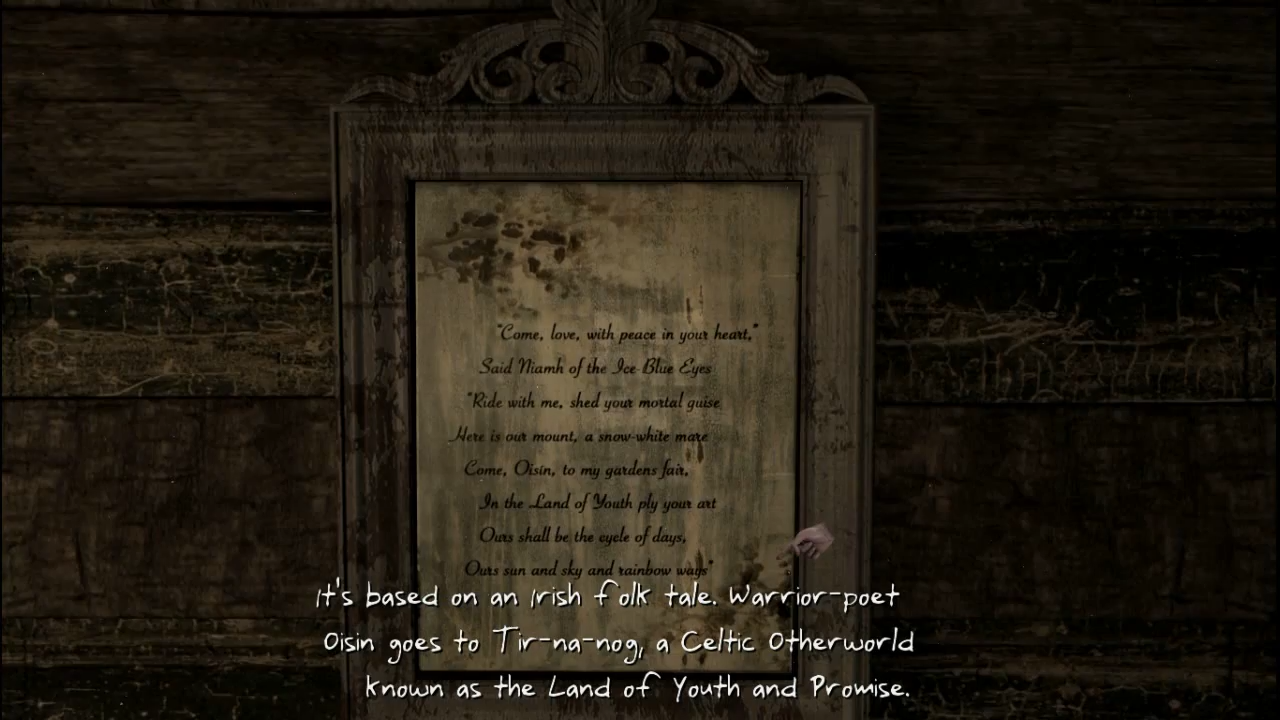 "Come, love, with peace in your heart,"
Said Niamh of the Ice-Blue Eyes
"Ride with me, shed your mortal guise
Here is our mount, a snow-white mare
Come, Oisín, to my gardens fair,
In the Land of Youth ply your art
Ours shall be the cycle of days,
Ours sun and sky and rainbow ways"
It's based on an Irish folk tale. Warrior-poet
Oisin goes to Tir-na-nog, a Celtic Otherworld
known as the Land of Youth and Promise.